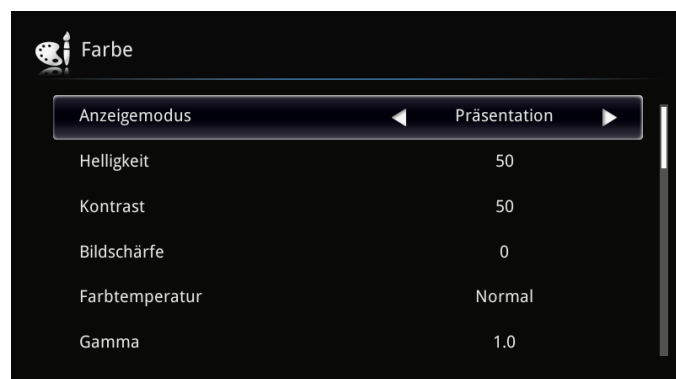 Farbe
Anzeigemodus Präsentation
Helligkeit 50
Kontrast 50
Bildschärfe 0
Farbtemperatur Normal
Gamma 1.0